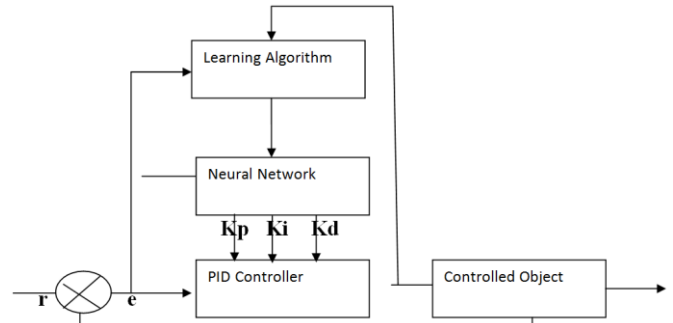 Learning Algorithm
Neural Network
Kp Ki Kd
PID Controller
Controlled Object
r e